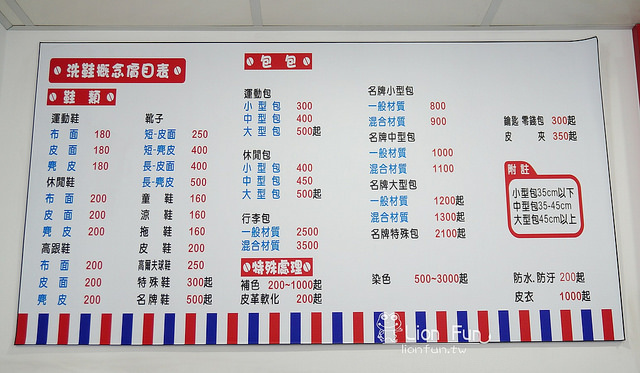 洗鞋概念價目表
鞋類
運動鞋
布面 180
皮面 180
麂皮 180
休閒鞋
布面 200
皮面 200
麂皮 200
高跟鞋
布面 200
皮面 200
麂皮 200
靴子
短-皮面 250
短-麂皮 400
長-皮面 400
長-麂皮 500
童鞋 160
涼鞋 160
拖鞋 160
皮鞋 200
高爾夫球鞋 250
特殊鞋 300起
名牌鞋 500起
包包
運動包
小型包 300
中型包 400
大型包 500起
休閒包
小型包 400
中型包 450
大型包 500起
行李包
一般材質 2500
混合材質 3500
特殊處理
補色 200~1000起
皮革軟化 200起
名牌小型包
一般材質 800
混合材質 900
名牌中型包
一般材質 1000
混合材質 1100
名牌大型包
一般材質 1200起
混合材質 1300起
名牌特殊包 2100起
染色 500~3000起
鑰匙 零錢包 300起
皮夾 350起
附註
小型包35cm以下
中型包35-45cm
大型包45cm以上
防水.防汙 200起
皮衣 1000起
Lion Fun
lionfun.tw